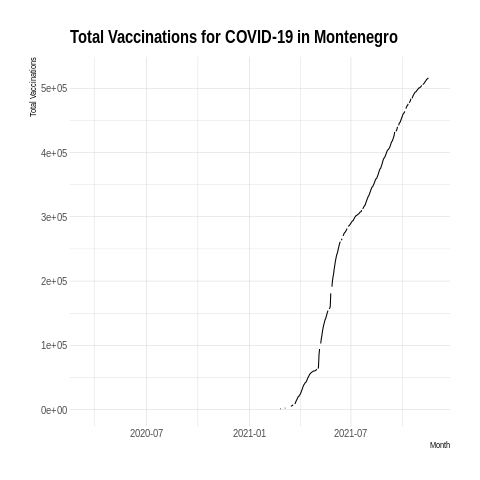 Total Vaccinations for COVID-19 in Montenegro
Total Vaccinations
5e+05
4e+05
3e+05
2e+05
1e+05
0e+00
2020-07 2021-01 2021-07
Month